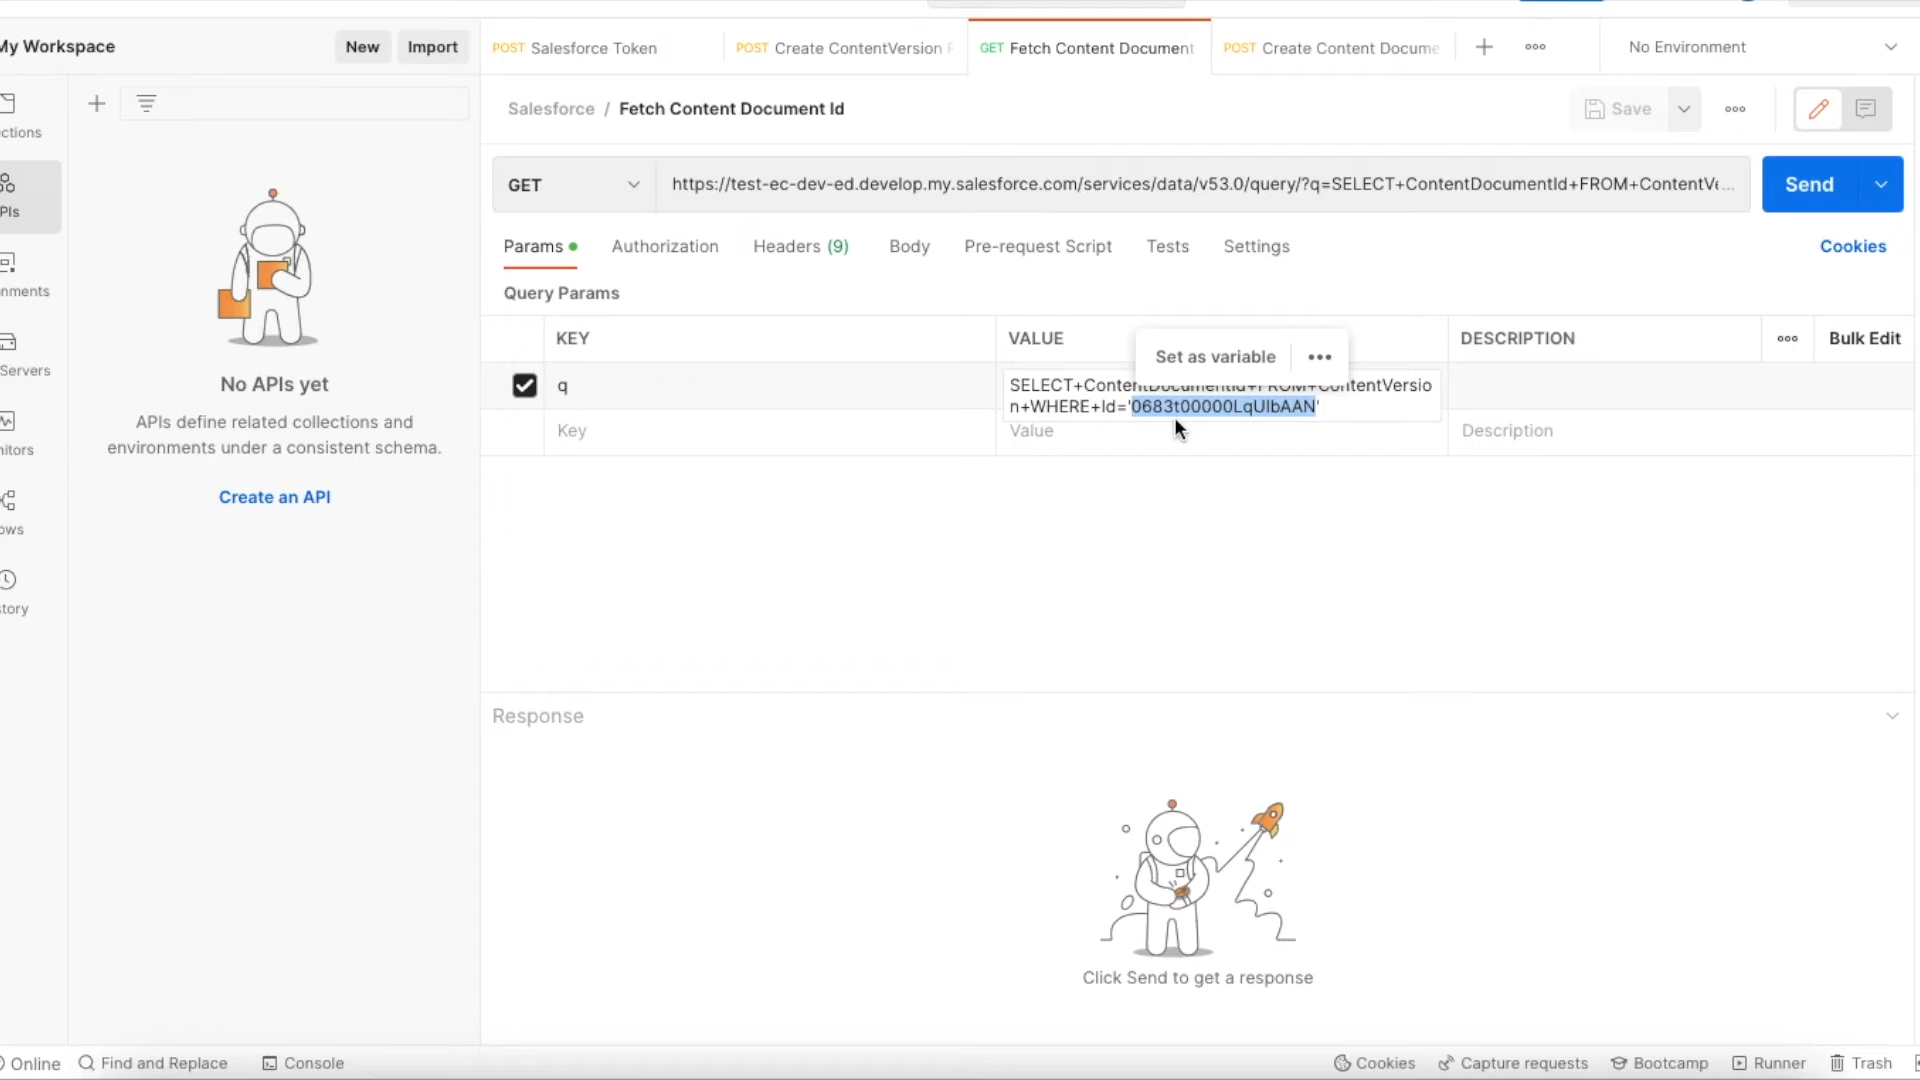 My Workspace
New
Import
POST Salesforce Token
POST Create ContentVersion F
GET Fetch Content Document
POST Create Content Docume
No Environment
Salesforce / Fetch Content Document Id
Save
GET
https://test-ec-dev-ed.develop.my.salesforce.com/services/data/v53.0/query/?q=SELECT+ContentDocumentId+FROM+ContentVe...
Send
Params
Authorization
Headers (9)
Body
Pre-request Script
Tests
Settings
Cookies
Query Params
KEY
VALUE
DESCRIPTION
Bulk Edit
Set as variable
q
SELECT+ContentDocumentId+FROM+ContentVersio
n+WHERE+Id='0683t00000LqUIbAAN'
Key
Value
Description
ctions
PIs
nments
Servers
nitors
ows
story
No APIs yet
APIs define related collections and
environments under a consistent schema.
Create an API
Response
Click Send to get a response
Online
Find and Replace
Console
Cookies
Capture requests
Bootcamp
Runner
Trash